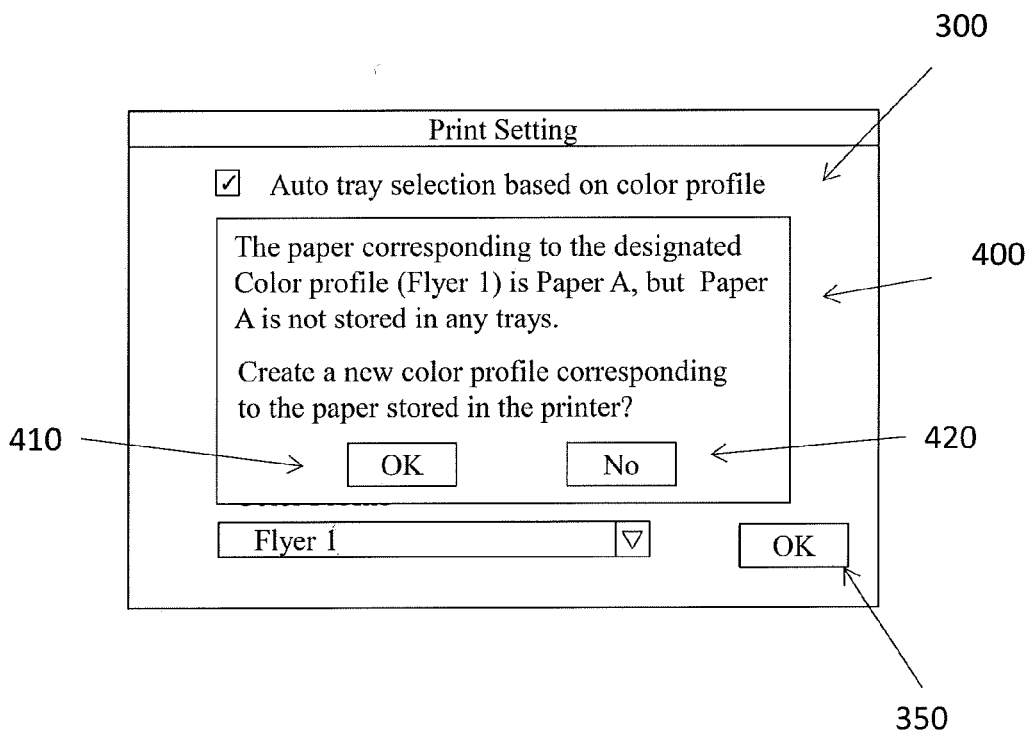 300
Print Setting
✓ Auto tray selection based on color profile
The paper corresponding to the designated
Color profile (Flyer 1) is Paper A, but Paper
A is not stored in any trays.
400
Create a new color profile corresponding
to the paper stored in the printer?
410
OK
No
420
Flyer 1
OK
350